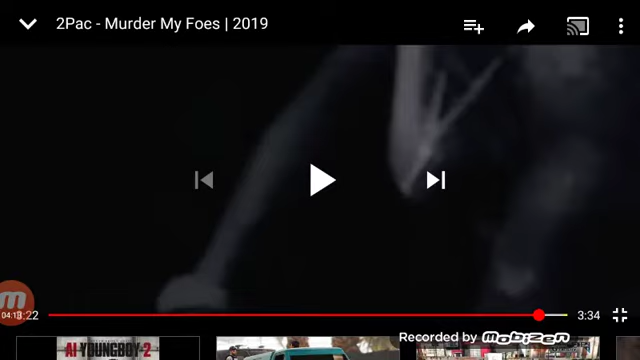 2Pac - Murder My Foes | 2019
04:13
3:22
3:34
Recorded by MOBIZEN
AI YOUNGBOY 2